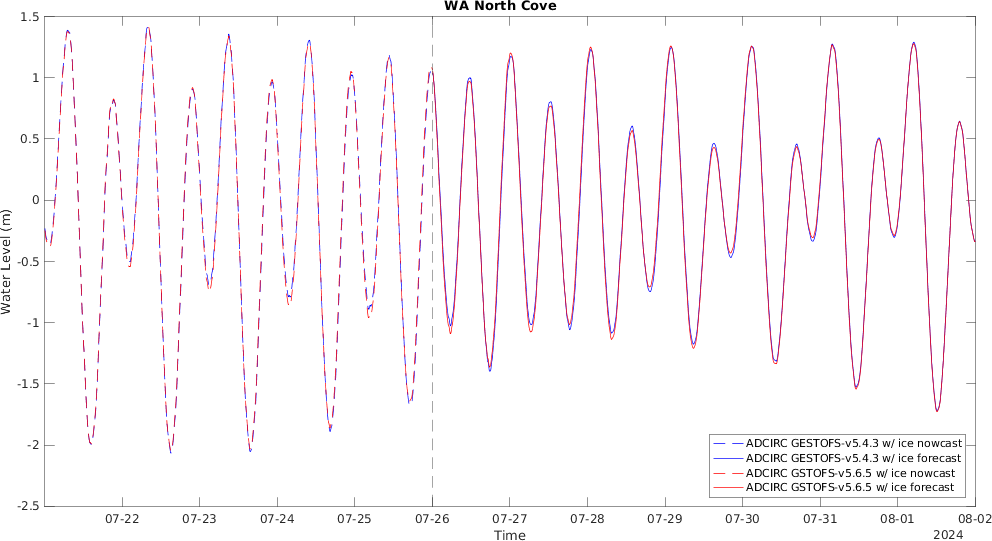 WA North Cove
1.5
1
0.5
0
-0.5
-1
-1.5
-2
-2.5
Water Level (m)
ADCIRC GESTOFS-v5.4.3 w/ ice nowcast
ADCIRC GESTOFS-v5.4.3 w/ ice forecast
ADCIRC GSTOFS-v5.6.5 w/ ice nowcast
ADCIRC GSTOFS-v5.6.5 w/ ice forecast
07-22 07-23 07-24 07-25 07-26 07-27 07-28 07-29 07-30 07-31 08-01 08-02
Time
2024